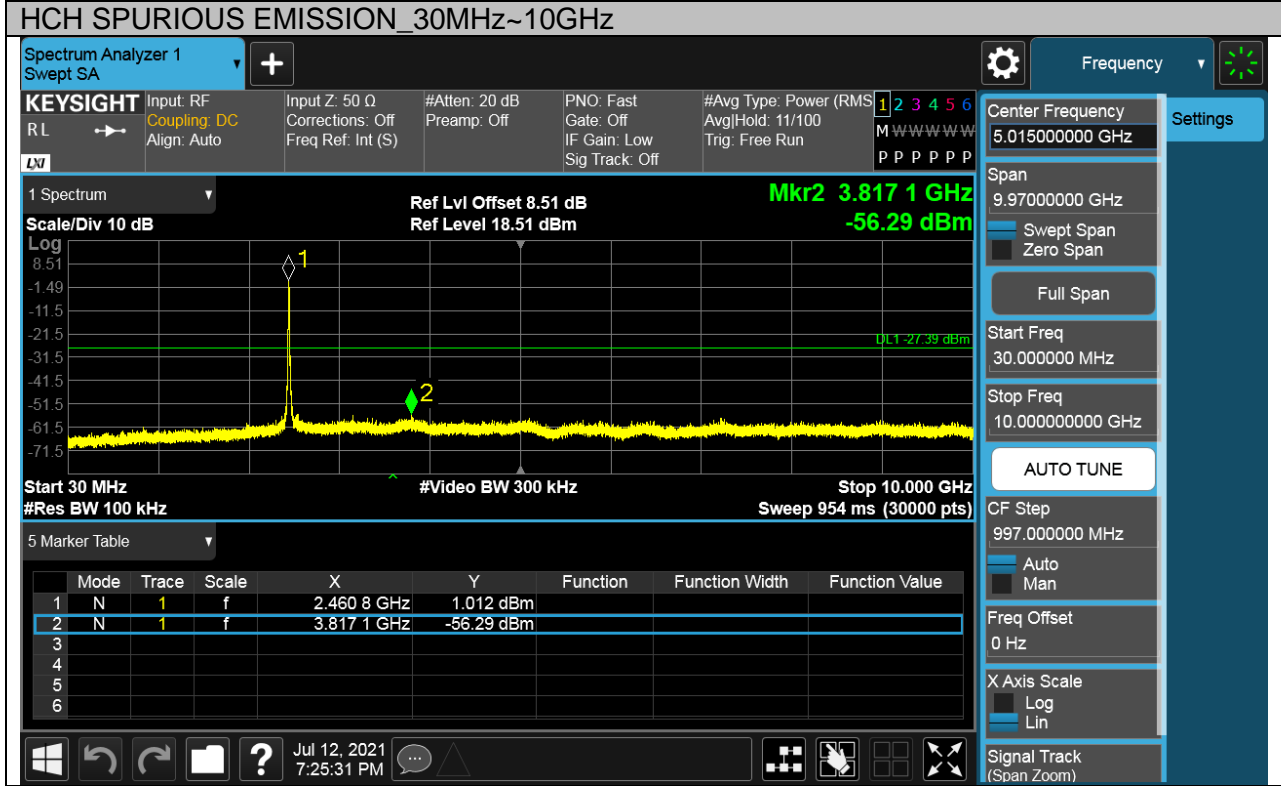 HCH SPURIOUS EMISSION_30MHz~10GHz
Spectrum Analyzer 1
Swept SA
Frequency
KEYSIGHT
RL
LXI
Input: RF
Coupling: DC
Align: Auto
Input Z: 50 Ω
Corrections: Off
Freq Ref: Int (S)
#Atten: 20 dB
Preamp: Off
PNO: Fast
Gate: Off
IF Gain: Low
Sig Track: Off
#Avg Type: Power (RMS
Avg|Hold: 11/100
Trig: Free Run
1 2 3 4 5 6
M W W W W W
P P P P P P
Center Frequency
5.015000000 GHz
Settings
1 Spectrum
Scale/Div 10 dB
Ref Lvl Offset 8.51 dB
Ref Level 18.51 dBm
Mkr2 3.817 1 GHz
-56.29 dBm
Log
8.51
-1.49
-11.5
-21.5
-31.5
-41.5
-51.5
-61.5
-71.5
1
2
DL1 -27.39 dBm
Start 30 MHz
#Res BW 100 kHz
#Video BW 300 kHz
Stop 10.000 GHz
Sweep 954 ms (30000 pts)
Span
9.97000000 GHz
Swept Span
Zero Span
Full Span
Start Freq
30.000000 MHz
Stop Freq
10.000000000 GHz
AUTO TUNE
CF Step
997.000000 MHz
Auto
Man
Freq Offset
0 Hz
X Axis Scale
Log
Lin
Signal Track
(Span Zoom)
5 Marker Table
Mode Trace Scale X Y Function Function Width Function Value
1 N 1 f 2.460 8 GHz 1.012 dBm
2 N 1 f 3.817 1 GHz -56.29 dBm
3
4
5
6
?
Jul 12, 2021
7:25:31 PM